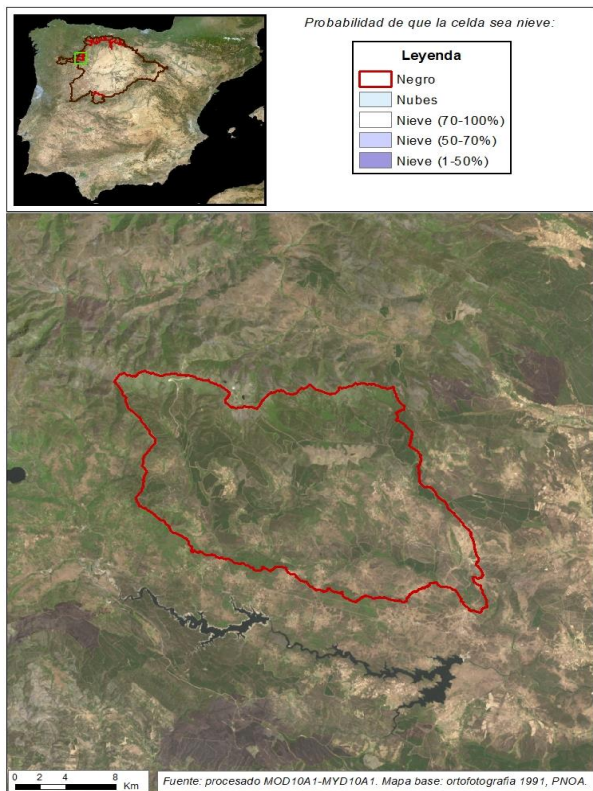 Probabilidad de que la celda sea nieve:
Leyenda
Negro
Nubes
Nieve (70-100%)
Nieve (50-70%)
Nieve (1-50%)
0 2 4 8
Km
Fuente: procesado MOD10A1-MYD10A1. Mapa base: ortofotografia 1991, PNOA.